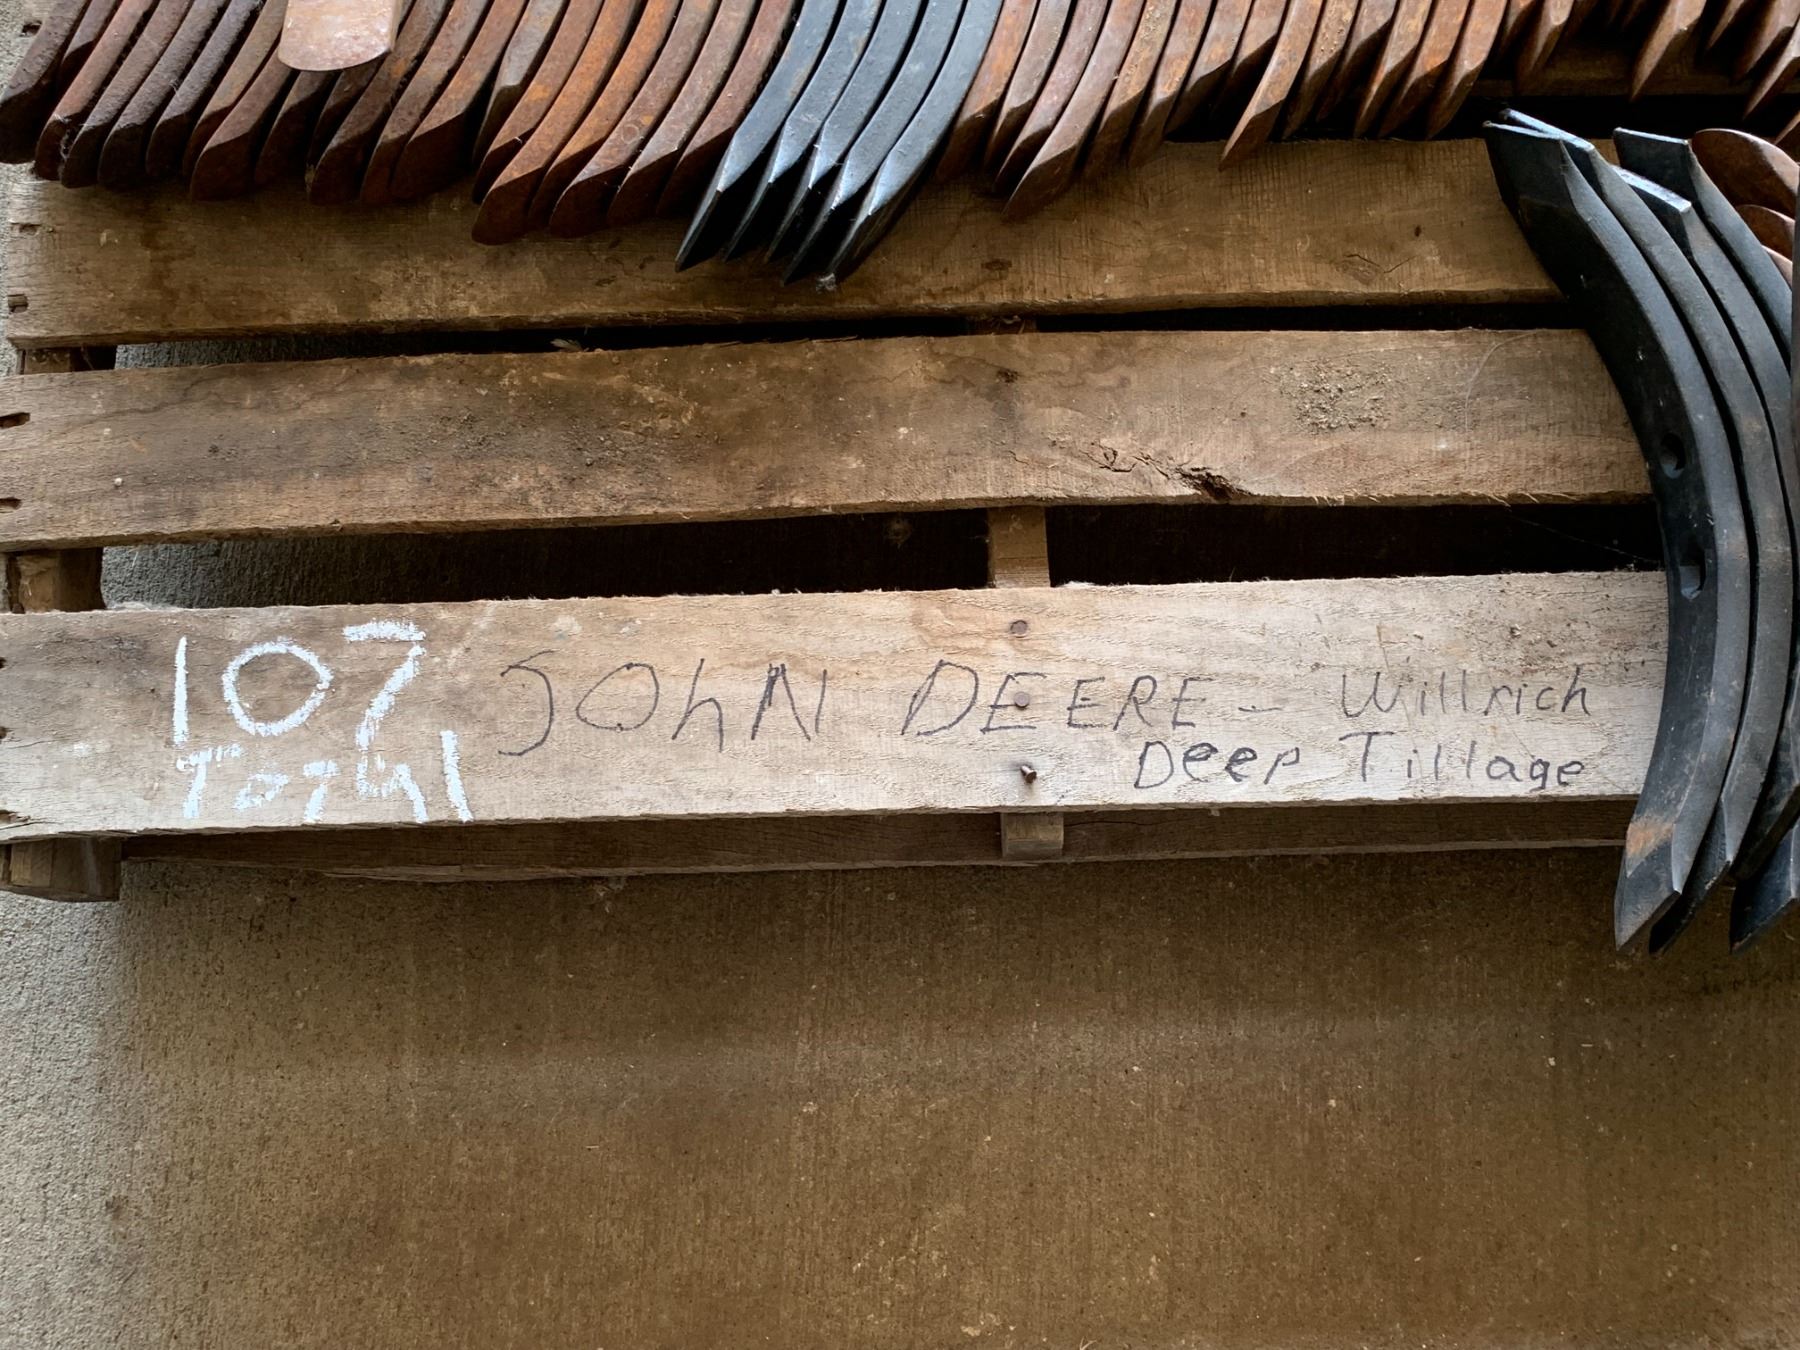 107
Total
JOhN DEERE - Willrich
Deep Tillage